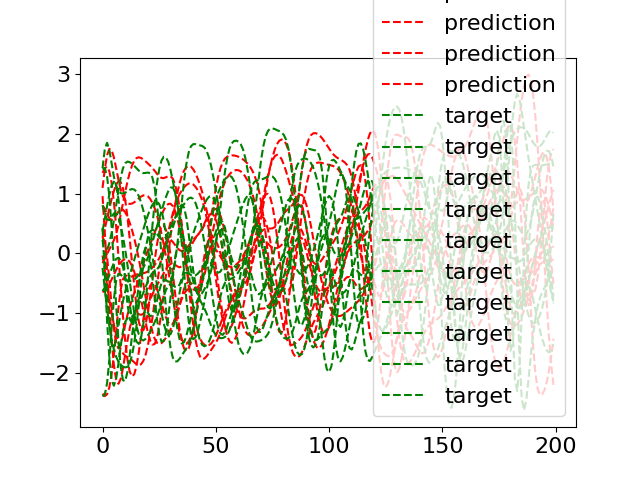 prediction
prediction
prediction
target
target
target
target
target
target
target
target
target
target
3
2
1
0
−1
−2
0
50
100
150
200